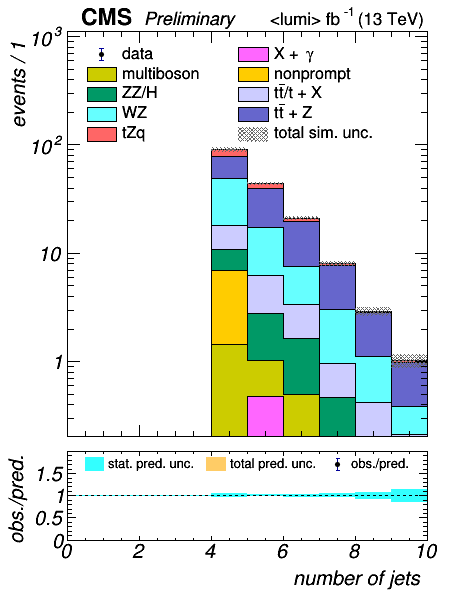 CMS Preliminary <lumi> fb⁻¹ (13 TeV)
events / 1
10³
10²
10
1
data
multiboson
ZZ/H
WZ
tZq
X + γ
nonprompt
tt̄/t + X
tt̄ + Z
total sim. unc.
obs./pred.
1.5
1
0.5
0
stat. pred. unc. total pred. unc. obs./pred.
0 2 4 6 8 10
number of jets